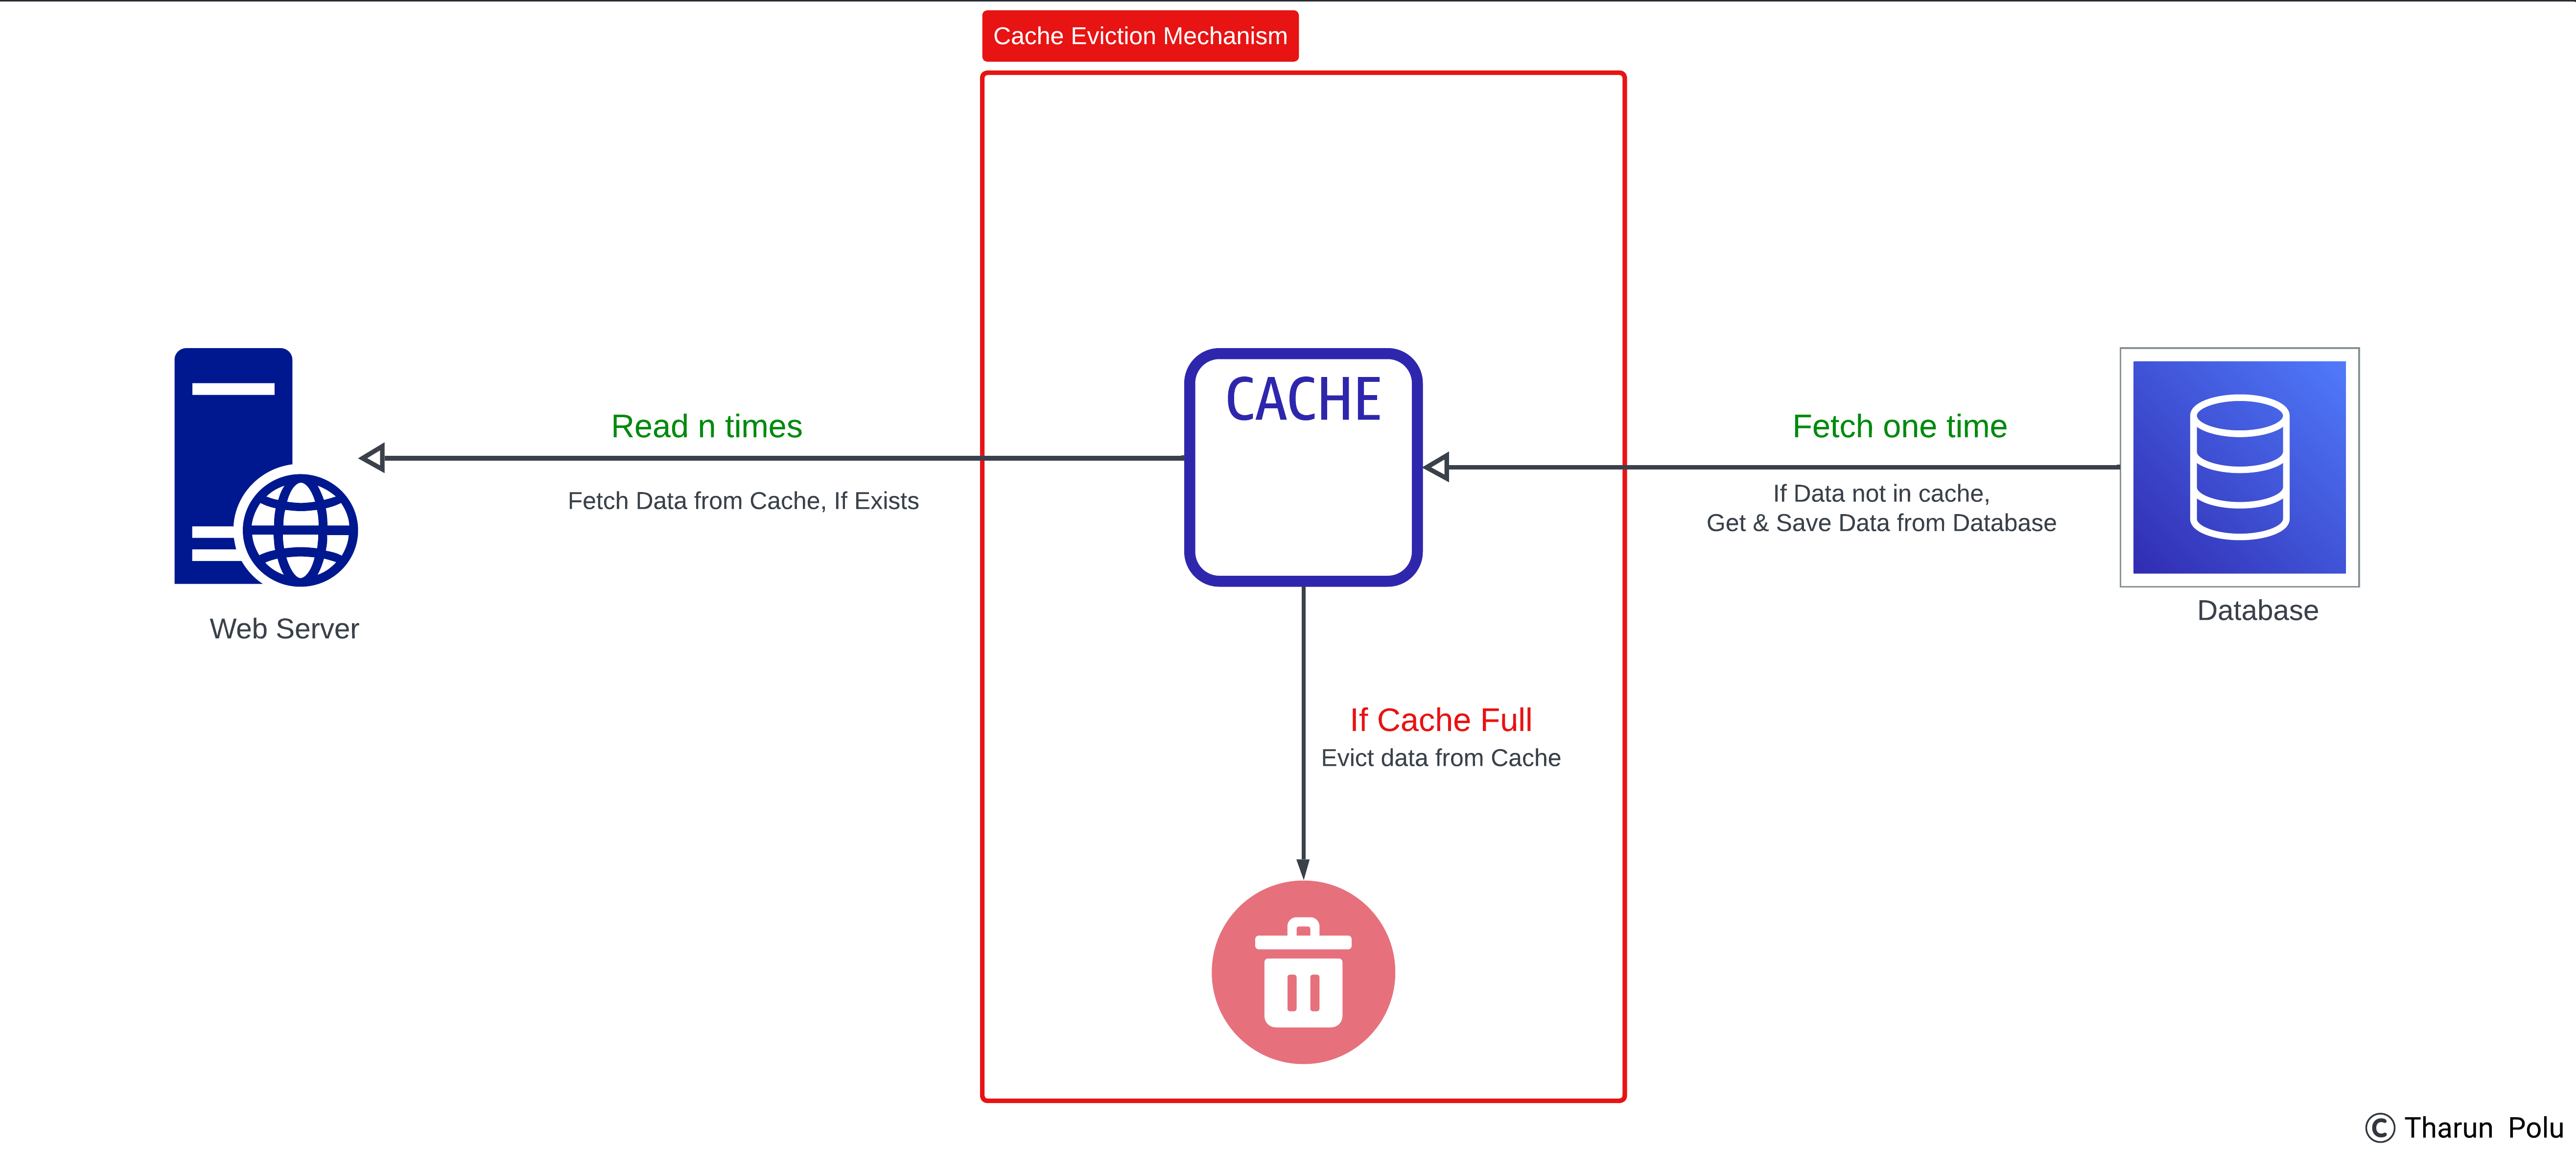 Cache Eviction Mechanism
CACHE
Read n times
Fetch Data from Cache, If Exists
Fetch one time
If Data not in cache,
Get & Save Data from Database
Web Server
Database
If Cache Full
Evict data from Cache
© Tharun Polu